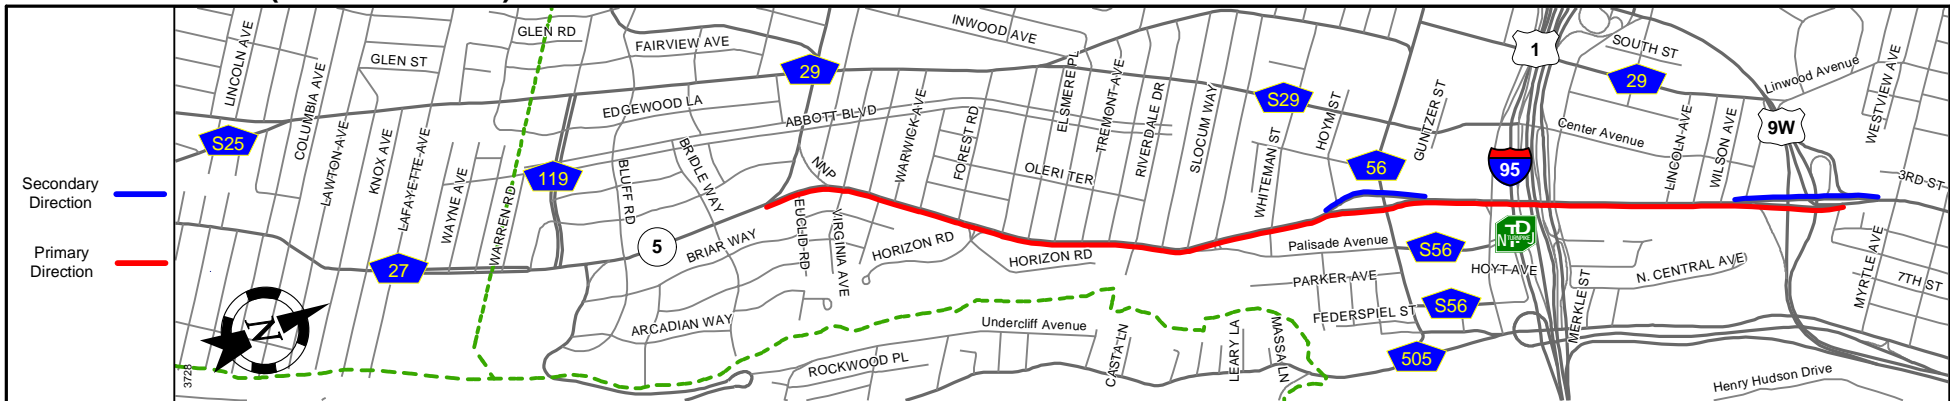 Secondary
Direction
Primary
Direction
LINCOLN AVE
COLUMBIA AVE
GLEN ST
GLEN RD
FAIRVIEW AVE
29
INWOOD AVE
ELSMERE PL
TREMONT AVE
RIVERDALE DR
SLOCUM WAY
S29
HOYM ST
GUNTZER ST
1
SOUTH ST
29
Linwood Avenue
WESTVIEW AVE
9W
Center Avenue
LINCOLN AVE
WILSON AVE
3RD ST
S25
LAWTON AVE
KNOX AVE
LAFAYETTE AVE
WAYNE AVE
WARREN RD
119
EDGEWOOD LA
ABBOTT BLVD
BLUFF RD
BRIDLE WAY
NNP
WARWICK AVE
FOREST RD
OLERI TER
WHITEMAN ST
56
95
27
5
BRIAR WAY
EUCLID RD
VIRGINIA AVE
HORIZON RD
HORIZON RD
Palisade Avenue
S56
N
T
P
TURNPIKE
HOYT AVE
PARKER AVE
FEDERSPIEL ST
S56
MERKLE ST
N. CENTRAL AVE
MYRTLE AVE
7TH ST
N
3728
ARCADIAN WAY
ROCKWOOD PL
Undercliff Avenue
CASTA LN
LEARY LA
MASSA LN
505
Henry Hudson Drive